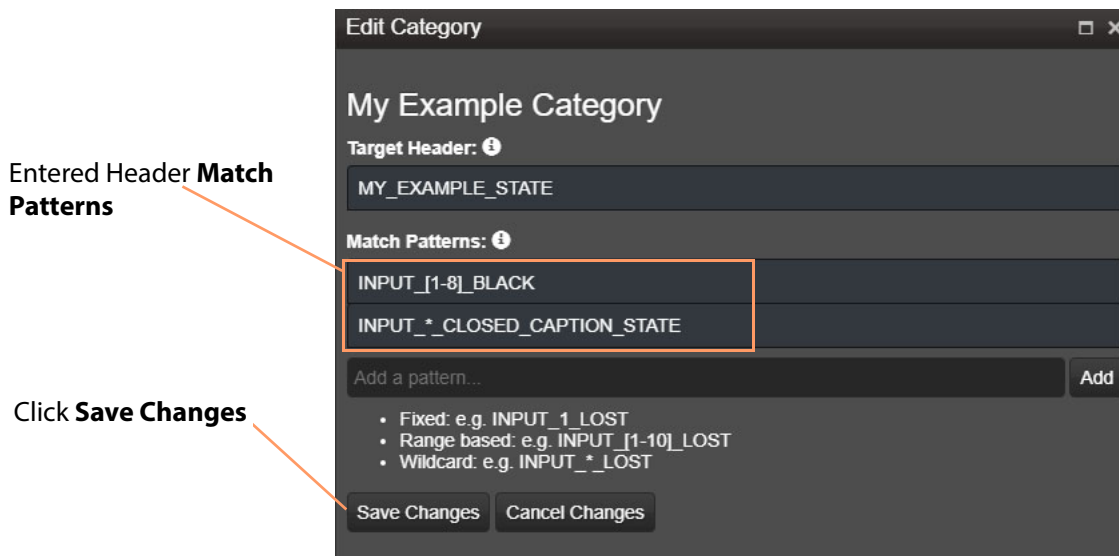 Edit Category
My Example Category
Target Header:
MY_EXAMPLE_STATE
Entered Header Match
Patterns
Match Patterns:
INPUT_[1-8]_BLACK
INPUT_*_CLOSED_CAPTION_STATE
Add a pattern...
Add
Click Save Changes
• Fixed: e.g. INPUT_1_LOST
• Range based: e.g. INPUT_[1-10]_LOST
• Wildcard: e.g. INPUT_*_LOST
Save Changes
Cancel Changes